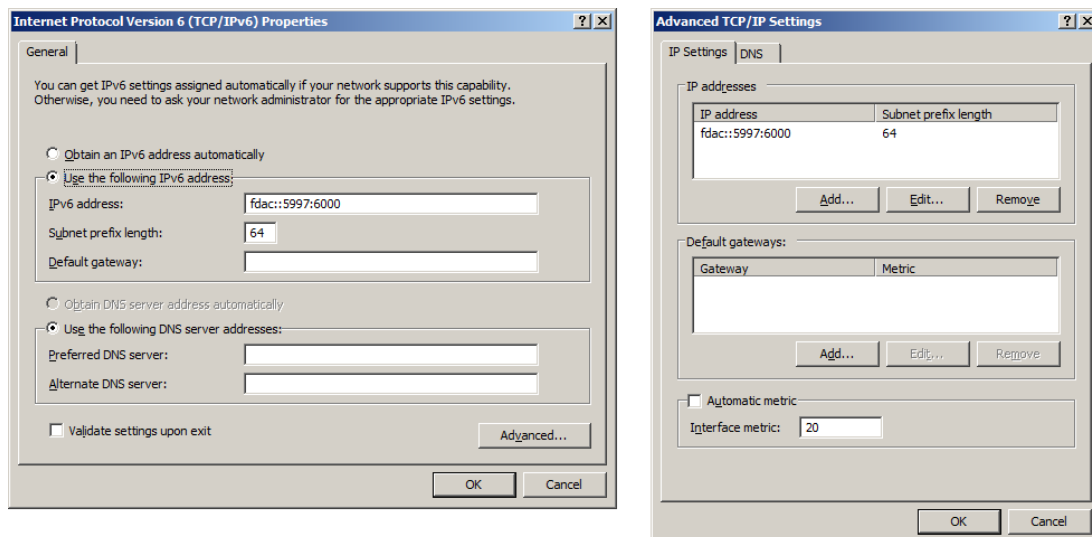 Internet Protocol Version 6 (TCP/IPv6) Properties
General
You can get IPv6 settings assigned automatically if your network supports this capability.
Otherwise, you need to ask your network administrator for the appropriate IPv6 settings.
Obtain an IPv6 address automatically
Use the following IPv6 address:
IPv6 address: fdac::5997:6000
Subnet prefix length: 64
Default gateway:
Obtain DNS server address automatically
Use the following DNS server addresses:
Preferred DNS server:
Alternate DNS server:
Validate settings upon exit
Advanced...
OK Cancel
Advanced TCP/IP Settings
IP Settings DNS
IP addresses
IP address Subnet prefix length
fdac::5997:6000 64
Add... Edit... Remove
Default gateways:
Gateway Metric
Add... Edit... Remove
Automatic metric
Interface metric: 20
OK Cancel